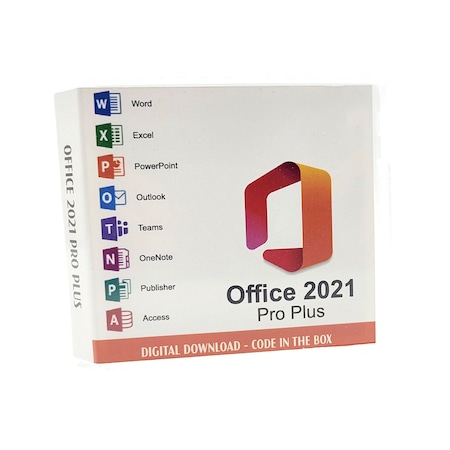 OFFICE 2021 PRO PLUS
Word
Excel
PowerPoint
Outlook
Teams
OneNote
Publisher
Access
Office 2021
Pro Plus
DIGITAL DOWNLOAD - CODE IN THE BOX